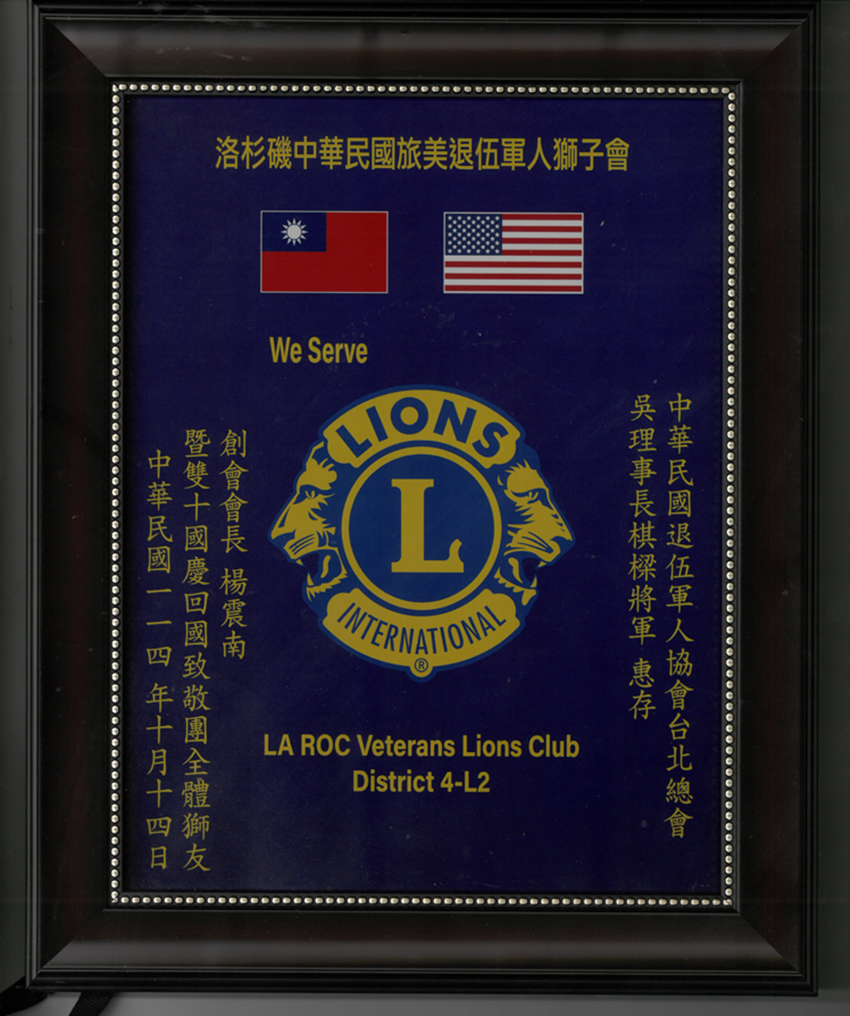 洛杉磯中華民國旅美退伍軍人獅子會
We Serve
中華民國退伍軍人協會台北總會
吳理事長棋樑將軍 惠存
LIONS
L
INTERNATIONAL
®
創會會長 楊震南
暨雙十國慶回國致敬團全體獅友
中華民國一一四年十月十四日
LA ROC Veterans Lions Club
District 4-L2